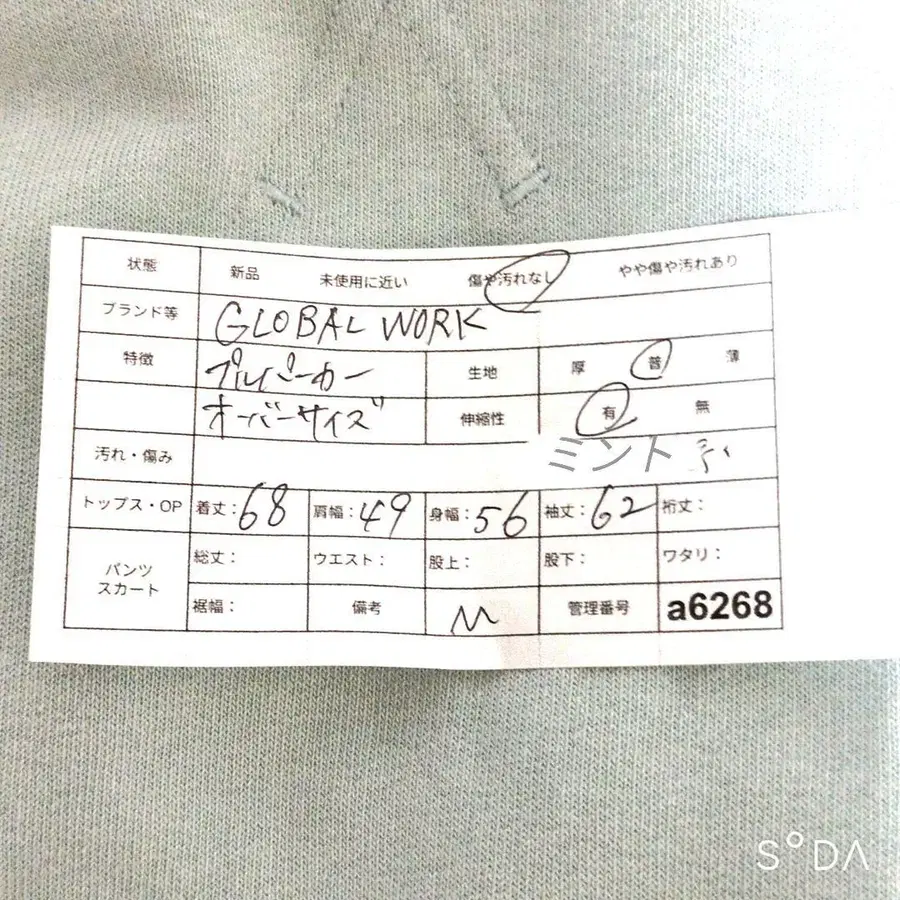 状態 新品 未使用に近い 傷や汚れなし やや傷や汚れあり
ブランド等 GLOBAL WORK
特徴 プルパーカー 生地 厚 普 薄
オーバーサイズ 伸縮性 有 無
汚れ・傷み ミント
トップス・OP 着丈:68 肩幅:49 身幅:56 袖丈:62 裄丈:
パンツ スカート 総丈: ウエスト: 股上: 股下: ワタリ:
裾幅: 備考 M 管理番号 a6268
SODA